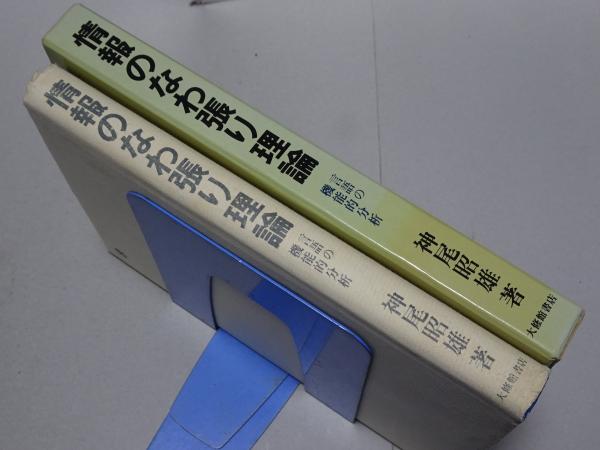 情報のなわ張り理論
言語の
機能的分析
神尾昭雄 著
大修館書店
情報のなわ張り理論
言語の
機能的分析
神尾昭雄 著
大修館書店